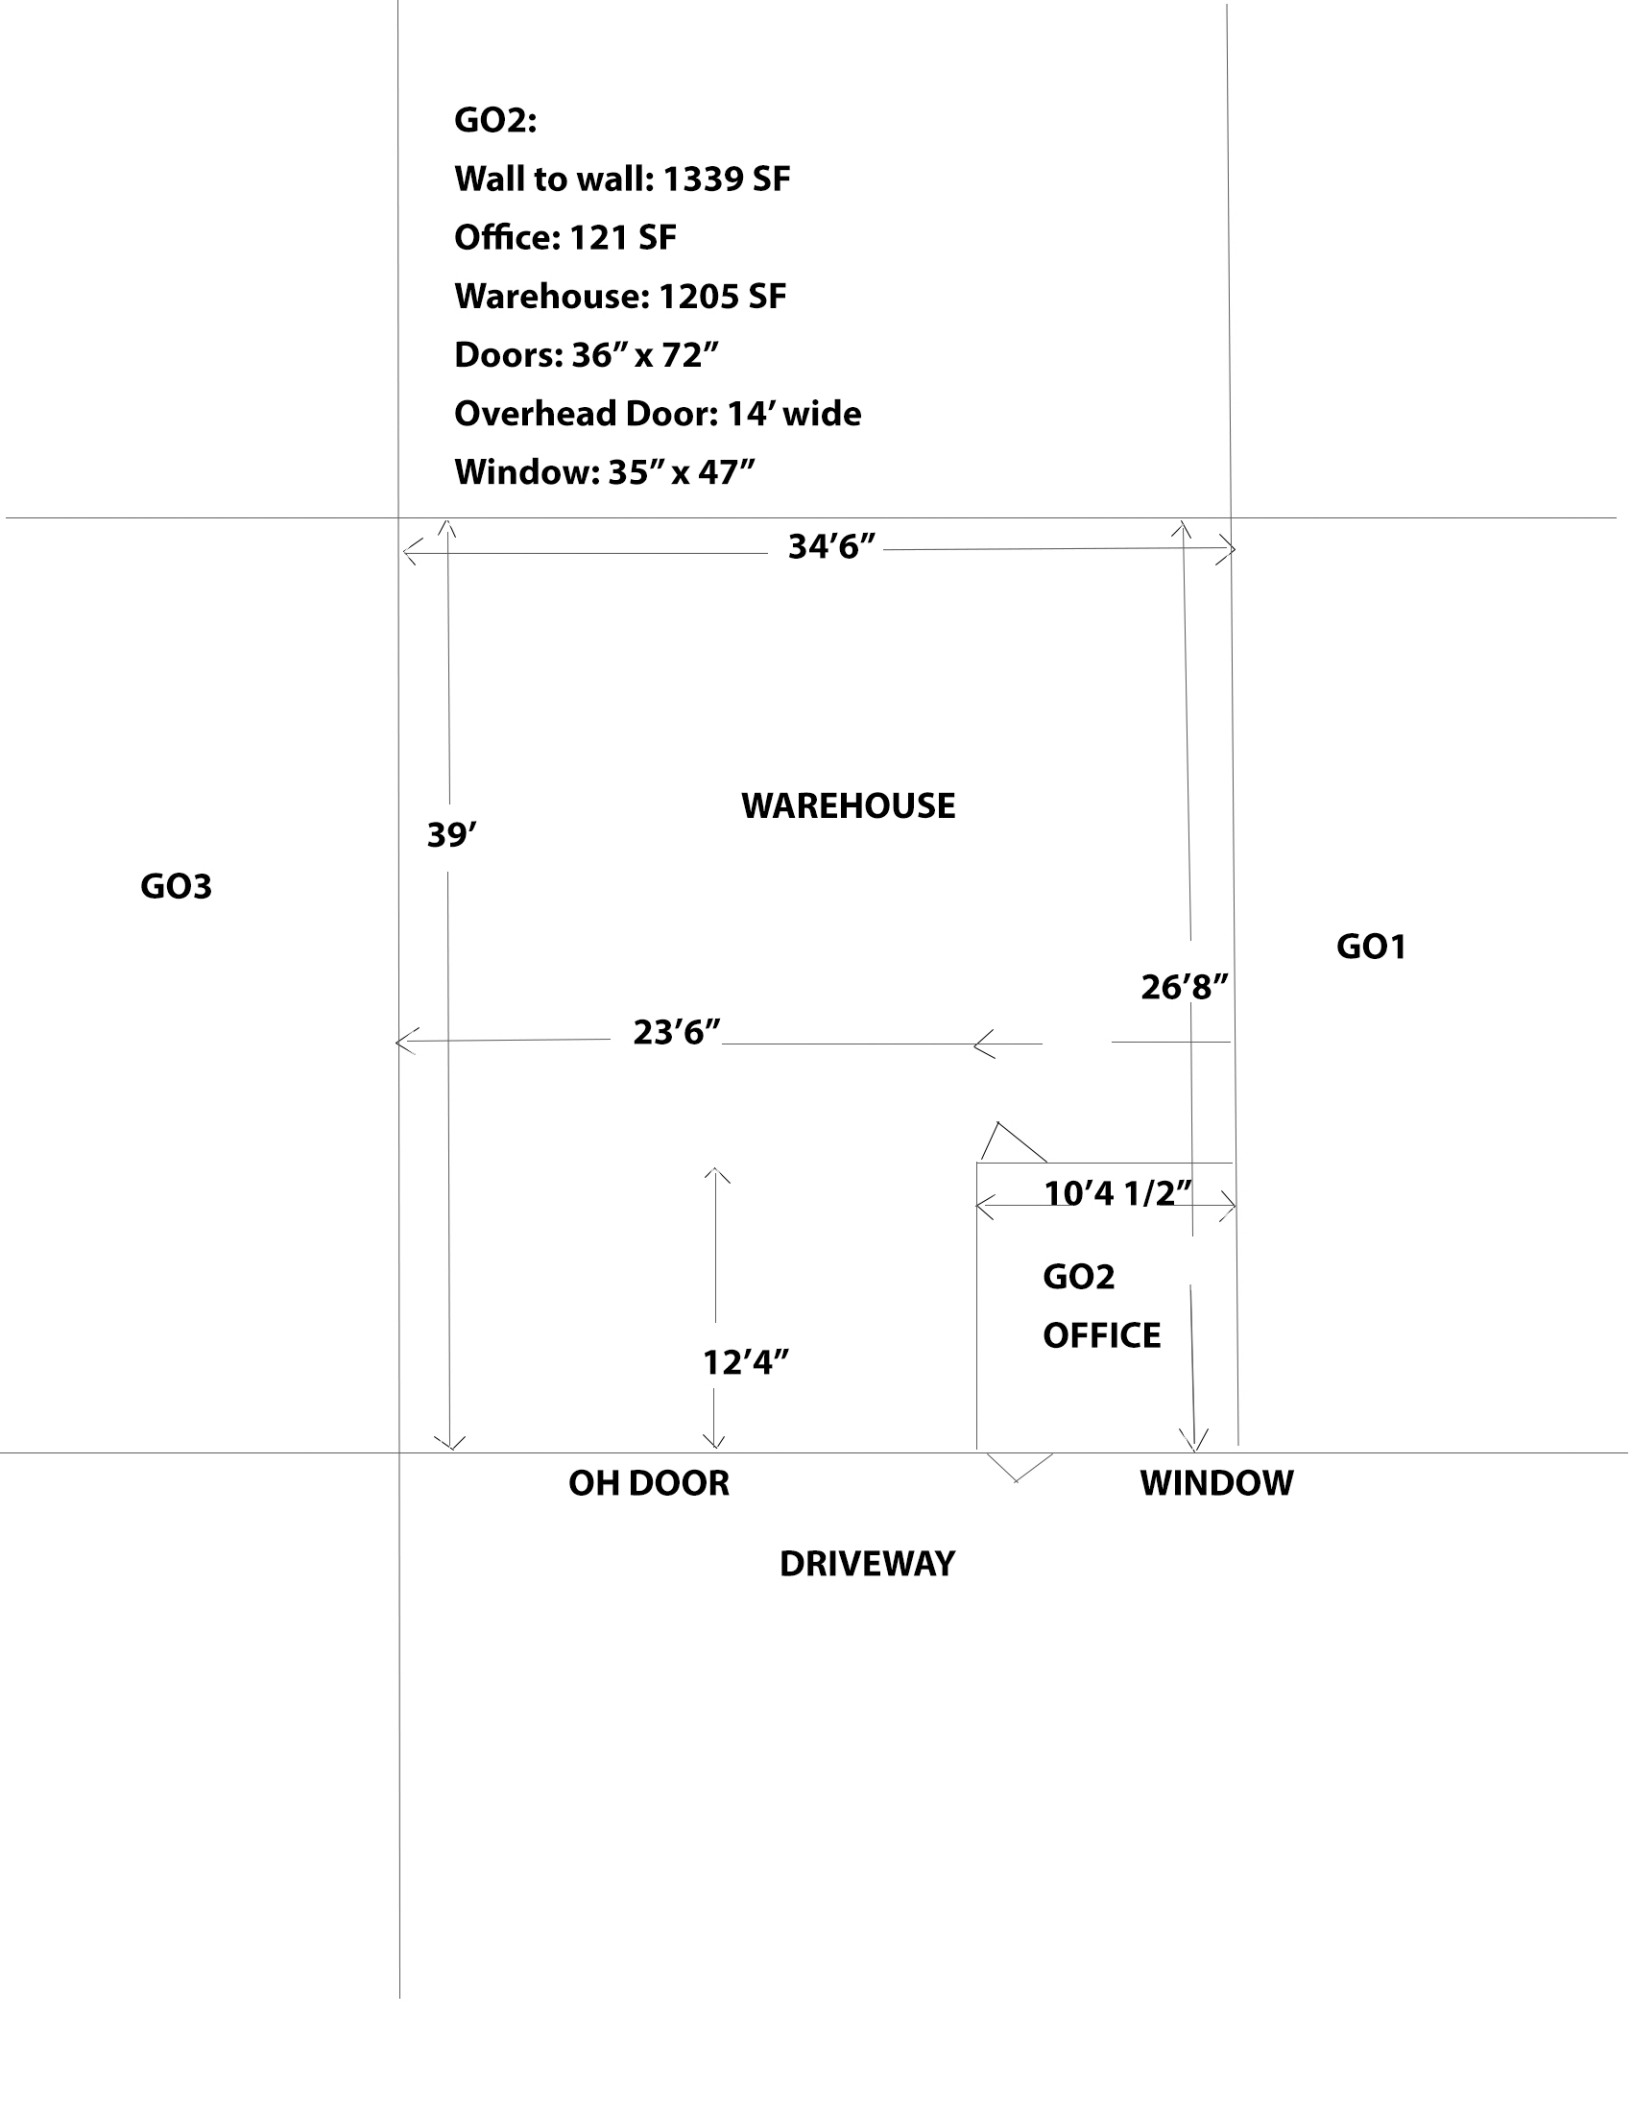 GO2:
Wall to wall: 1339 SF
Office: 121 SF
Warehouse: 1205 SF
Doors: 36” x 72”
Overhead Door: 14’ wide
Window: 35” x 47”
34’6”
WAREHOUSE
39’
GO3
GO1
26’8”
23’6”
10’4 1/2”
GO2
OFFICE
12’4”
OH DOOR
WINDOW
DRIVEWAY